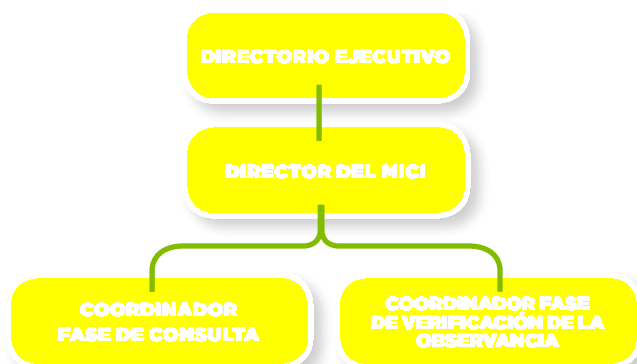 DIRECTORIO EJECUTIVO
DIRECTOR DEL MICI
COORDINADOR
FASE DE CONSULTA
COORDINADOR FASE
DE VERIFICACIÓN DE LA
OBSERVANCIA